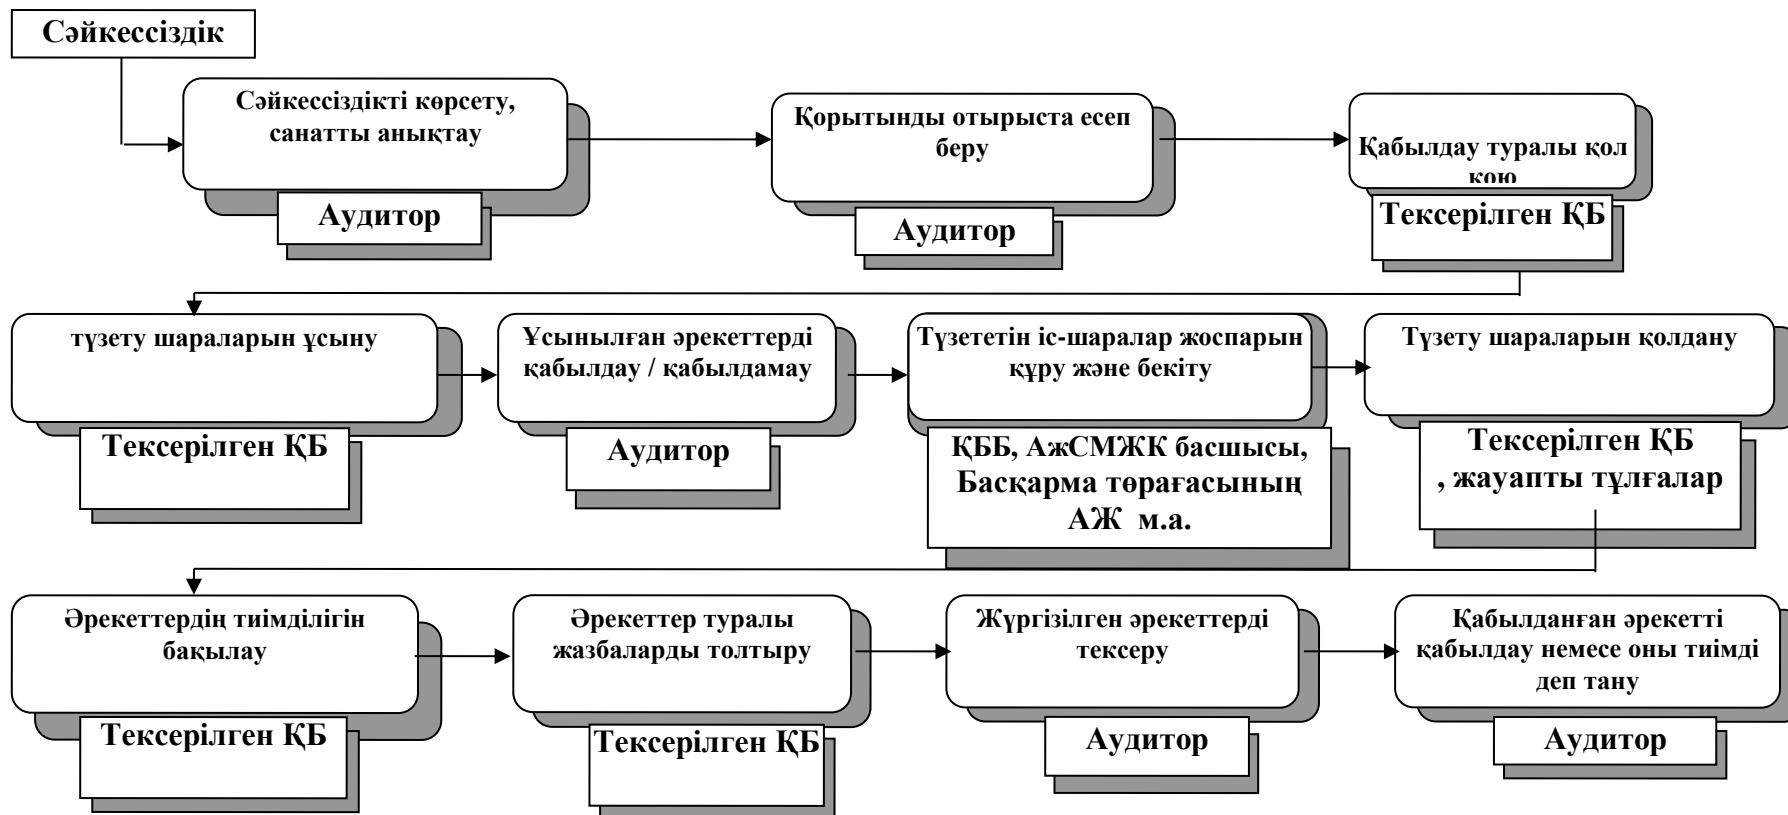 Сәйкессіздік
Сәйкессіздікті көрсету,
санатты анықтау
Аудитор
Қорытынды отырыста есеп
беру
Аудитор
Қабылдау туралы қол
қою
Тексерілген ҚБ
түзету шараларын ұсыну
Тексерілген ҚБ
Ұсынылған әрекеттерді
қабылдау / қабылдамау
Аудитор
Түзететін іс-шаралар жоспарын
құру және бекіту
ҚББ, АжСМЖК басшысы,
Басқарма төрағасының
АЖ м.а.
Түзету шараларын қолдану
Тексерілген ҚБ
, жауапты тұлғалар
Әрекеттердің тиімділігін
бақылау
Тексерілген ҚБ
Әрекеттер туралы
жазбаларды толтыру
Тексерілген ҚБ
Жүргізілген әрекеттерді
тексеру
Аудитор
Қабылданған әрекетті
қабылдау немесе оны тиімді
деп тану
Аудитор